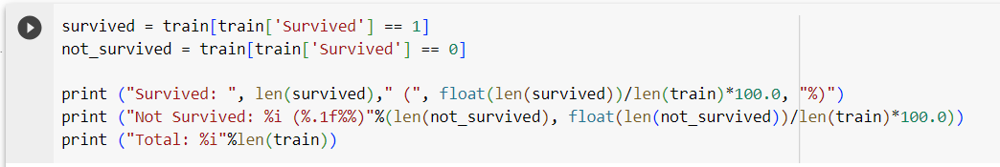 survived = train[train['Survived'] == 1]
not_survived = train[train['Survived'] == 0]
print ("Survived: ", len(survived)," (", float(len(survived))/len(train)*100.0, "%)")
print ("Not Survived: %i (%.1f%%)"%(len(not_survived), float(len(not_survived))/len(train)*100.0))
print ("Total: %i"%len(train))